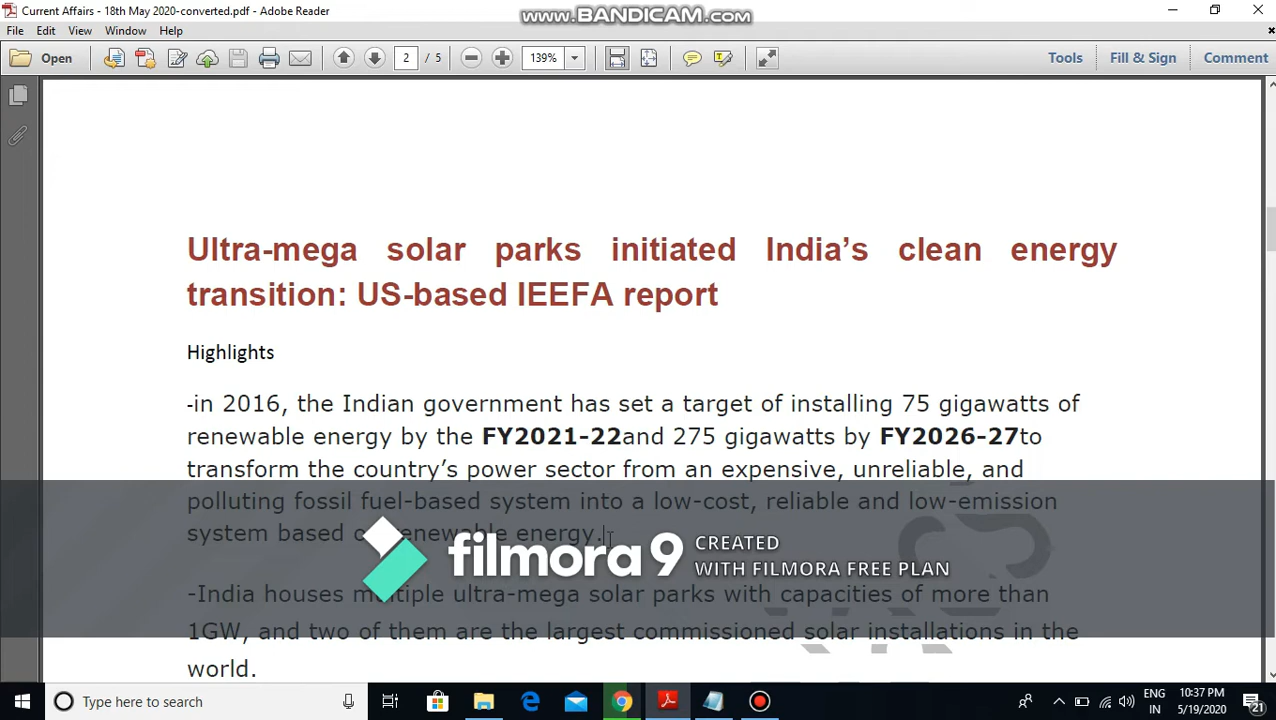 Current Affairs - 18th May 2020-converted.pdf - Adobe Reader
www.BANDICAM.com
File Edit View Window Help
Open 2 / 5 139% Tools Fill & Sign Comment
Ultra-mega solar parks initiated India’s clean energy
transition: US-based IEEFA report
Highlights
-in 2016, the Indian government has set a target of installing 75 gigawatts of
renewable energy by the FY2021-22and 275 gigawatts by FY2026-27to
transform the country’s power sector from an expensive, unreliable, and
polluting fossil fuel-based system into a low-cost, reliable and low-emission
system based renewable energy.
filmora 9 CREATED
WITH FILMORA FREE PLAN
-India houses multiple ultra-mega solar parks with capacities of more than
1GW, and two of them are the largest commissioned solar installations in the
world.
Type here to search
ENG 10:37 PM
IN 5/19/2020 21